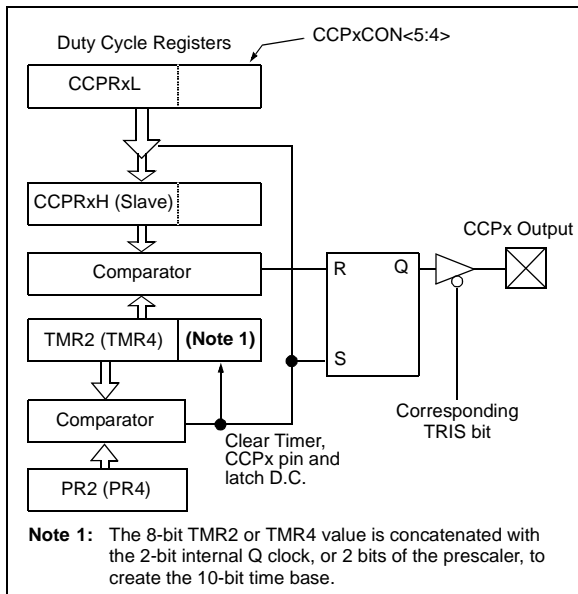 Duty Cycle Registers
CCPxCON<5:4>
CCPRxL
CCPRxH (Slave)
CCPx Output
Comparator
R
Q
TMR2 (TMR4)
(Note 1)
S
Comparator
Clear Timer,
CCPx pin and
latch D.C.
Corresponding
TRIS bit
PR2 (PR4)
Note 1: The 8-bit TMR2 or TMR4 value is concatenated with
the 2-bit internal Q clock, or 2 bits of the prescaler, to
create the 10-bit time base.